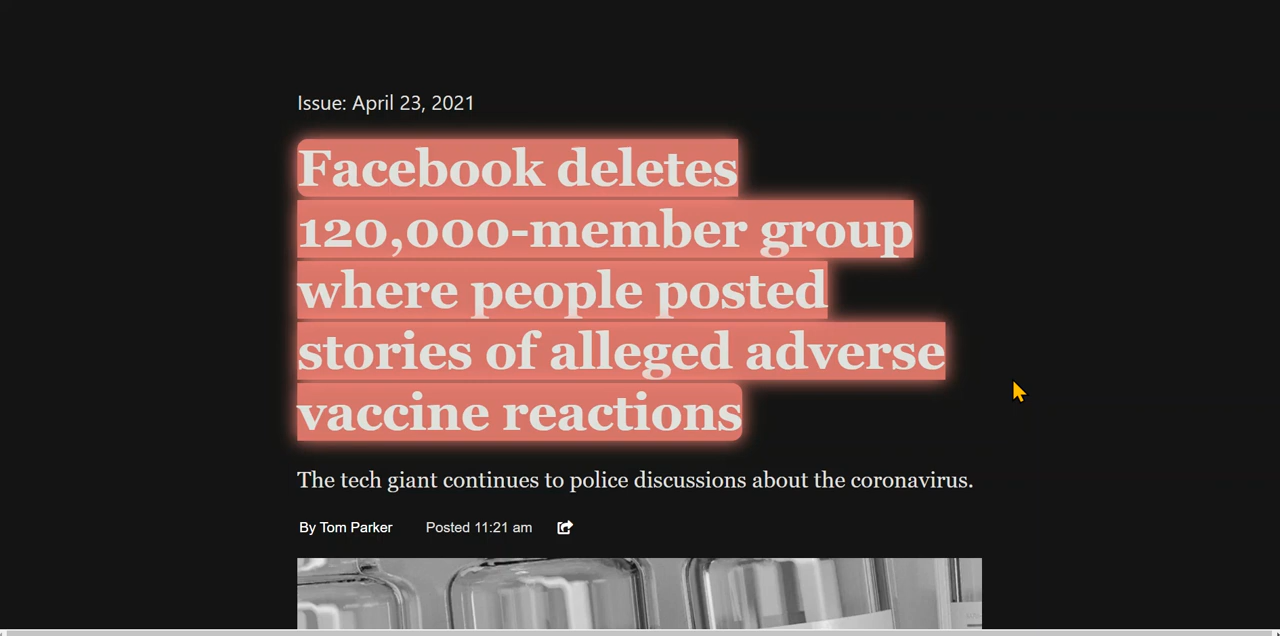 Issue: April 23, 2021
Facebook deletes
120,000-member group
where people posted
stories of alleged adverse
vaccine reactions
The tech giant continues to police discussions about the coronavirus.
By Tom Parker Posted 11:21 am